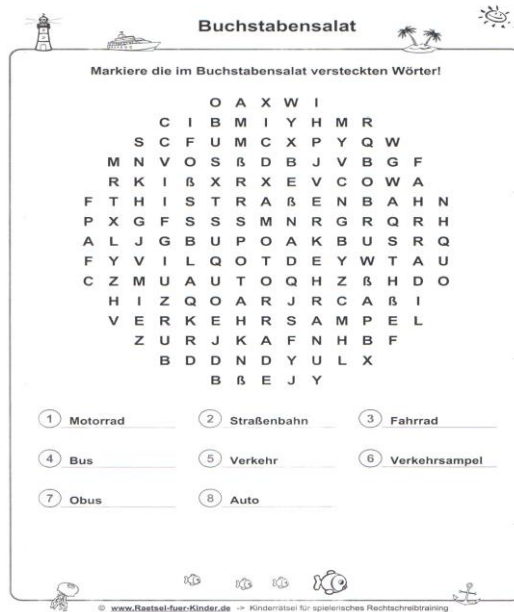 Buchstabensalat
Markiere die im Buchstabensalat versteckten Wörter!
O A X W I
C I B M I Y H M R
S C F U M C X P Y Q W
M N V O S ß D B J V B G F
R K I ß X R X E V C O W A
F T H I S T R A ß E N B A H N
P X G F S S S M N R G R Q R H
A L J G B U P O A K B U S R Q
F Y V I L Q O T D E Y W T A U
C Z M U A U T O Q H Z ß H D O
H I Z Q O A R J R C A ß I
V E R K E H R S A M P E L
Z U R J K A F N H B F
B D D N D Y U L X
B ß E J Y
1 Motorrad 2 Straßenbahn 3 Fahrrad
4 Bus 5 Verkehr 6 Verkehrsampel
7 Obus 8 Auto
© www.Raetsel-fuer-Kinder.de -> Kinderrätsel für spielerisches Rechtschreibtraining